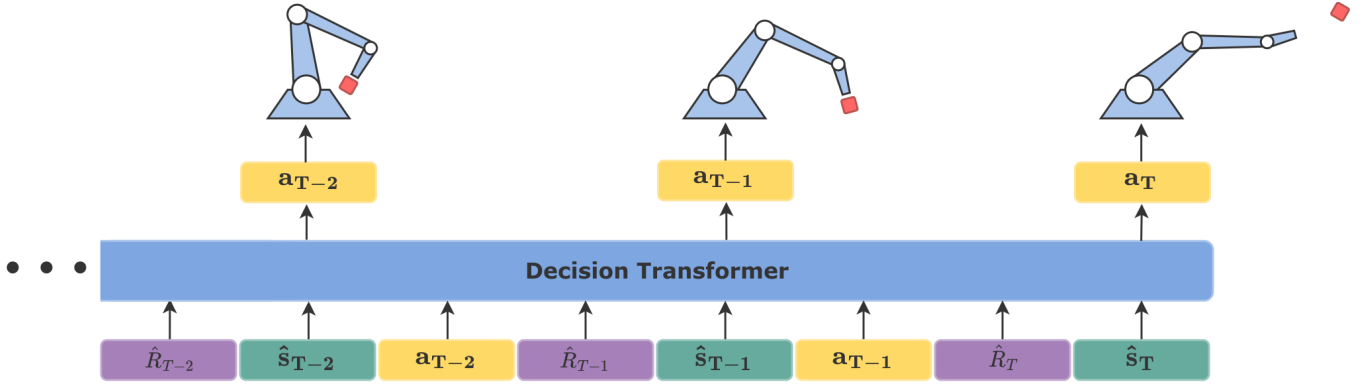 a_{T-2} a_{T-1} a_T
Decision Transformer
R̂_{T-2} ŝ_{T-2} a_{T-2} R̂_{T-1} ŝ_{T-1} a_{T-1} R̂_T ŝ_T